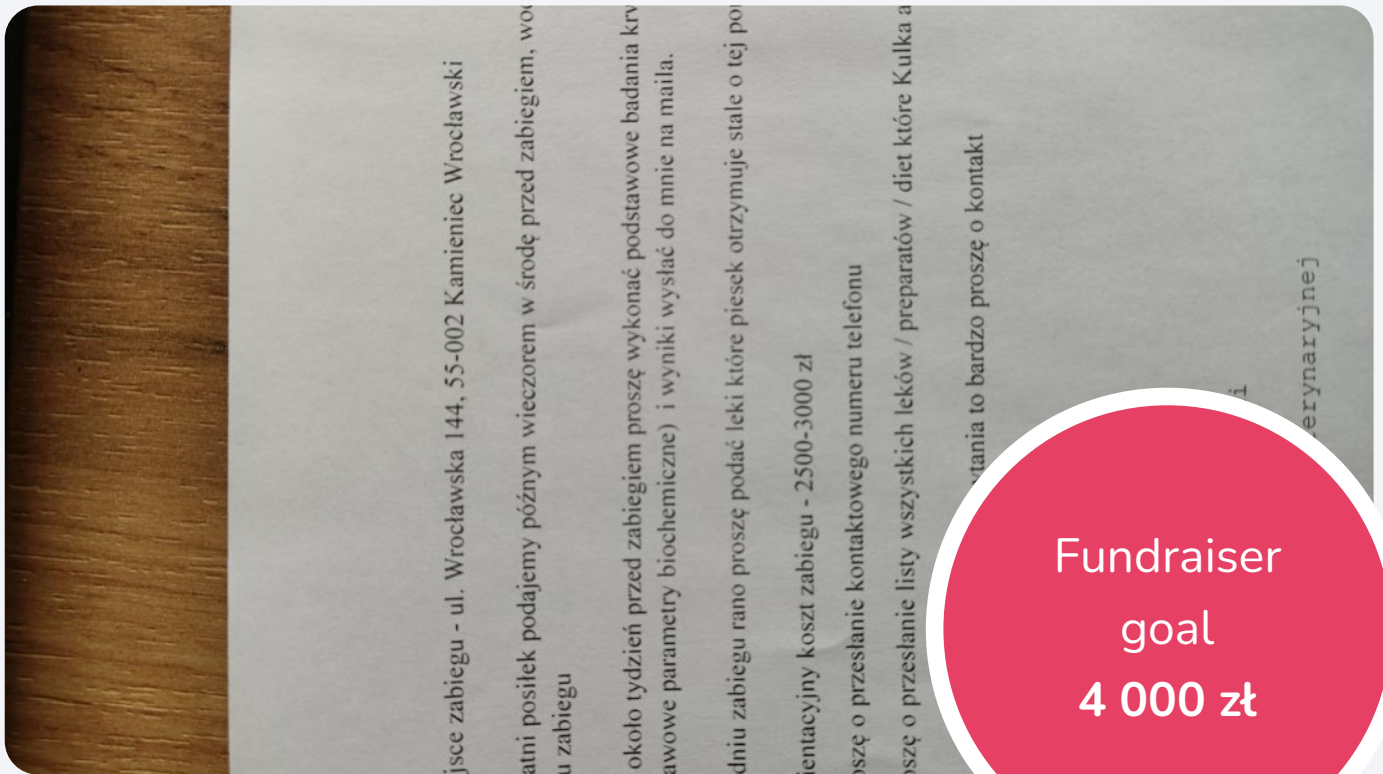 jsce zabiegu - ul. Wrocławska 144, 55-002 Kamieniec Wrocławski
atni posiłek podajemy późnym wieczorem w środę przed zabiegiem,
u zabiegu
około tydzień przed zabiegiem proszę wykonać podstawowe badania
awowe parametry biochemiczne) i wyniki wysłać do mnie na maila.
dniu zabiegu rano proszę podać leki które piesek otrzymuje stale o tej
ientacyjny koszt zabiegu - 2500-3000 zł
oszę o przesłanie kontaktowego numeru telefonu
oszę o przesłanie listy wszystkich leków / preparatów / diet które Kulka a
ytania to bardzo proszę o kontakt
i
erynaryjnej
Fundraiser
goal
4 000 zł